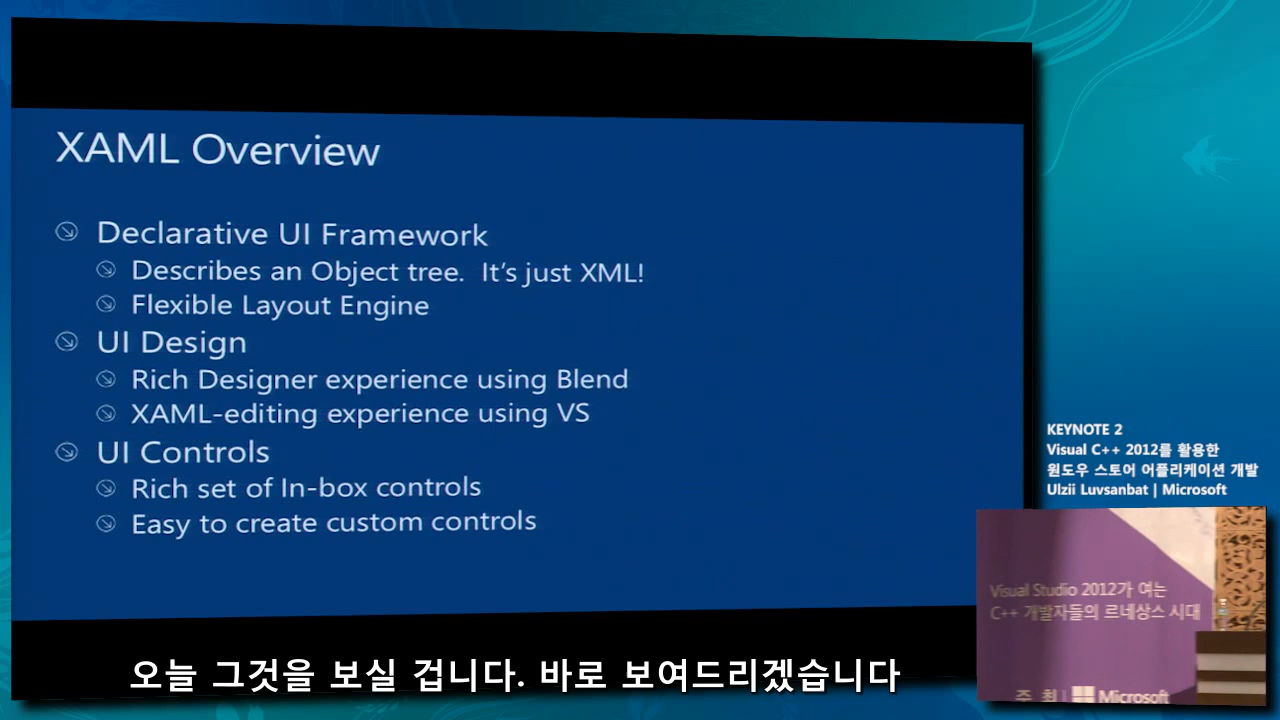 XAML Overview
Declarative UI Framework
Describes an Object tree.  It's just XML!
Flexible Layout Engine
UI Design
Rich Designer experience using Blend
XAML-editing experience using VS
UI Controls
Rich set of In-box controls
Easy to create custom controls
KEYNOTE 2
Visual C++ 2012를 활용한
윈도우 스토어 어플리케이션 개발
Ulzii Luvsanbat | Microsoft
Visual Studio 2012가 여는
C++ 개발자들의 르네상스 시대
주 최 | Microsoft
오늘 그것을 보실 겁니다. 바로 보여드리겠습니다